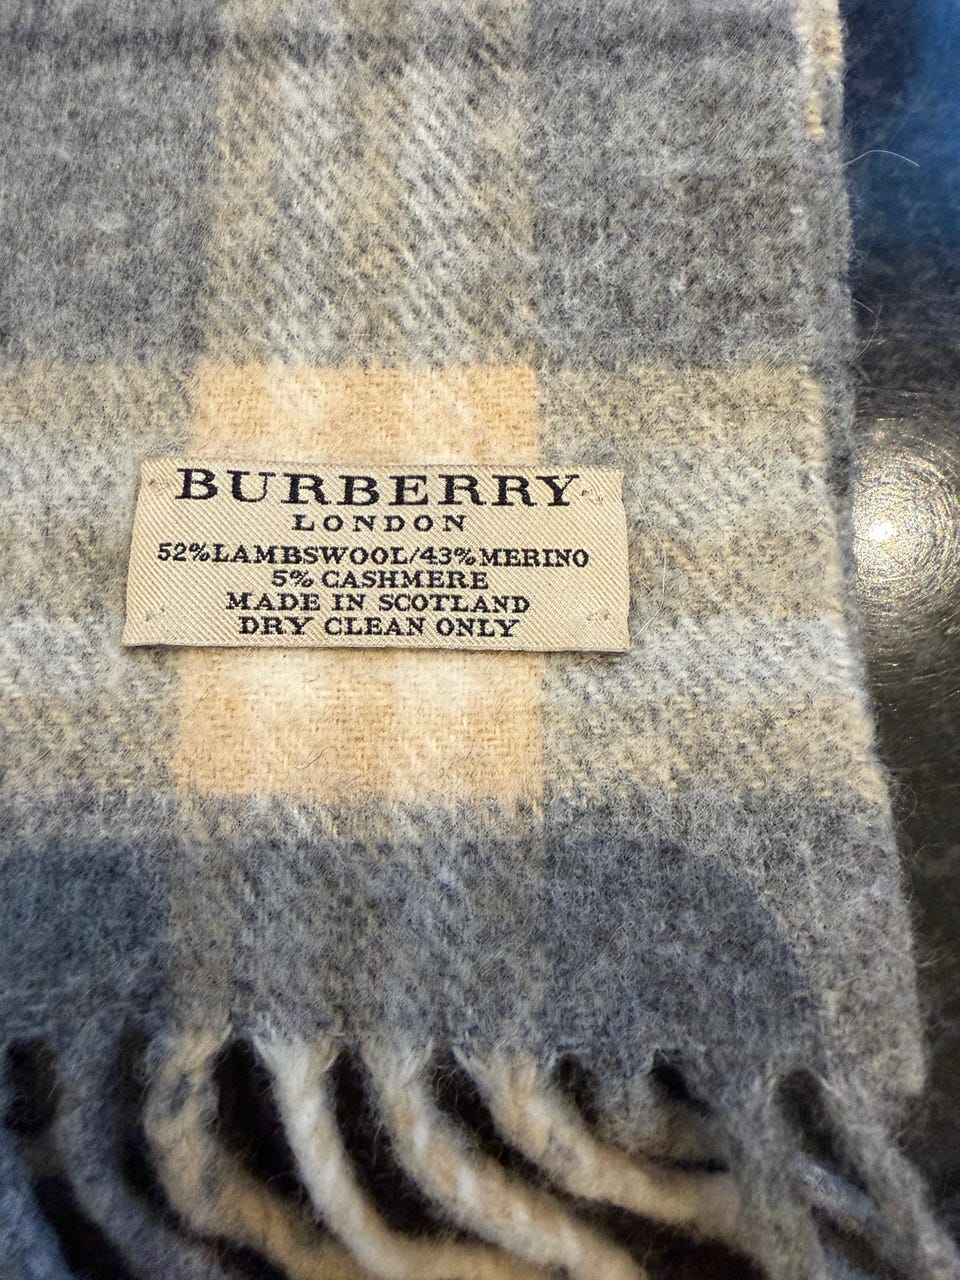 BURBERRY
LONDON
52%LAMBSWOOL/43%MERINO
5% CASHMERE
MADE IN SCOTLAND
DRY CLEAN ONLY